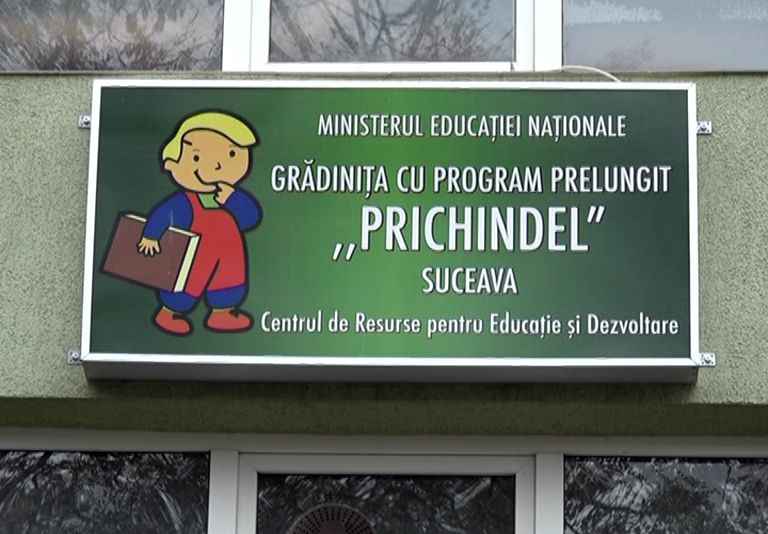 MINISTERUL EDUCAȚIEI NAȚIONALE
GRĂDINIȚA CU PROGRAM PRELUNGIT
,,PRICHINDEL”
SUCEAVA
Centrul de Resurse pentru Educație și Dezvoltare